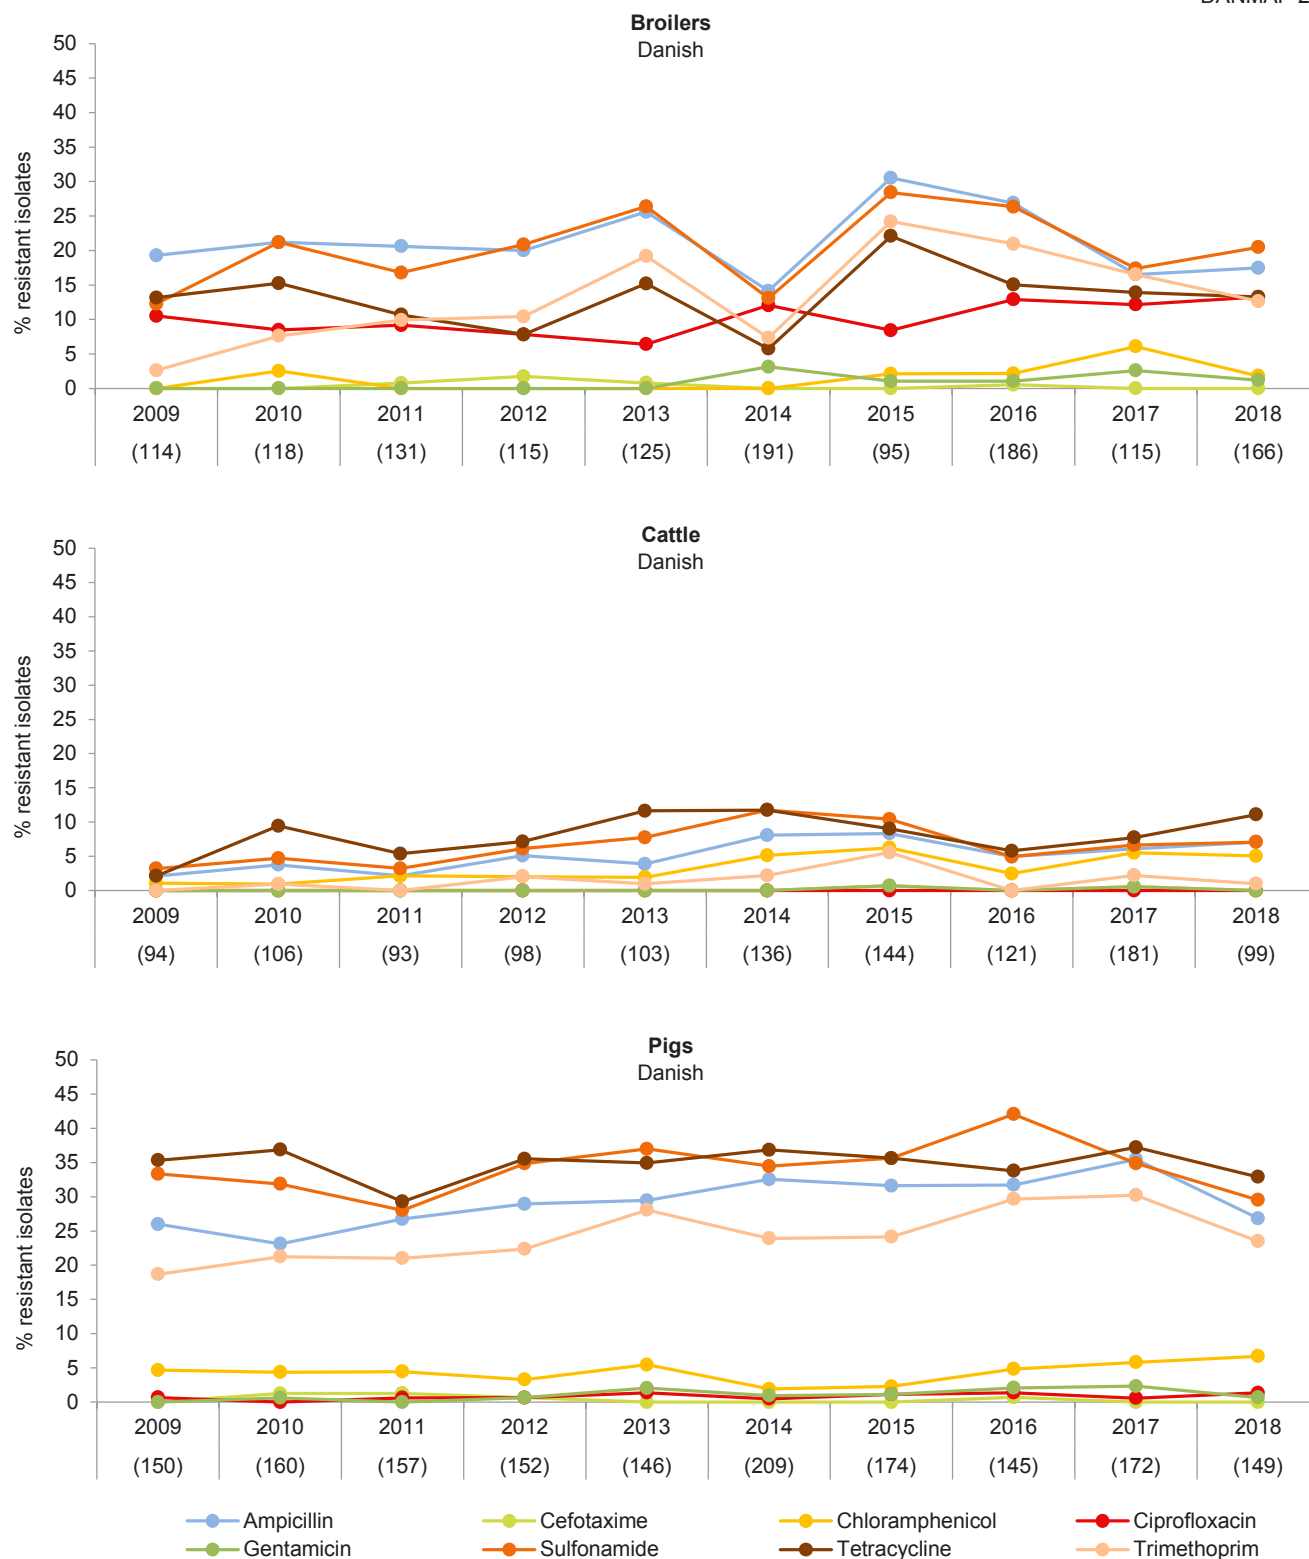 Broilers
Danish
% resistant isolates
50
45
40
35
30
25
20
15
10
5
0
2009 2010 2011 2012 2013 2014 2015 2016 2017 2018
(114) (118) (131) (115) (125) (191) (95) (186) (115) (166)
Cattle
Danish
% resistant isolates
50
45
40
35
30
25
20
15
10
5
0
2009 2010 2011 2012 2013 2014 2015 2016 2017 2018
(94) (106) (93) (98) (103) (136) (144) (121) (181) (99)
Pigs
Danish
% resistant isolates
50
45
40
35
30
25
20
15
10
5
0
2009 2010 2011 2012 2013 2014 2015 2016 2017 2018
(150) (160) (157) (152) (146) (209) (174) (145) (172) (149)
Ampicillin Cefotaxime Chloramphenicol Ciprofloxacin
Gentamicin Sulfonamide Tetracycline Trimethoprim